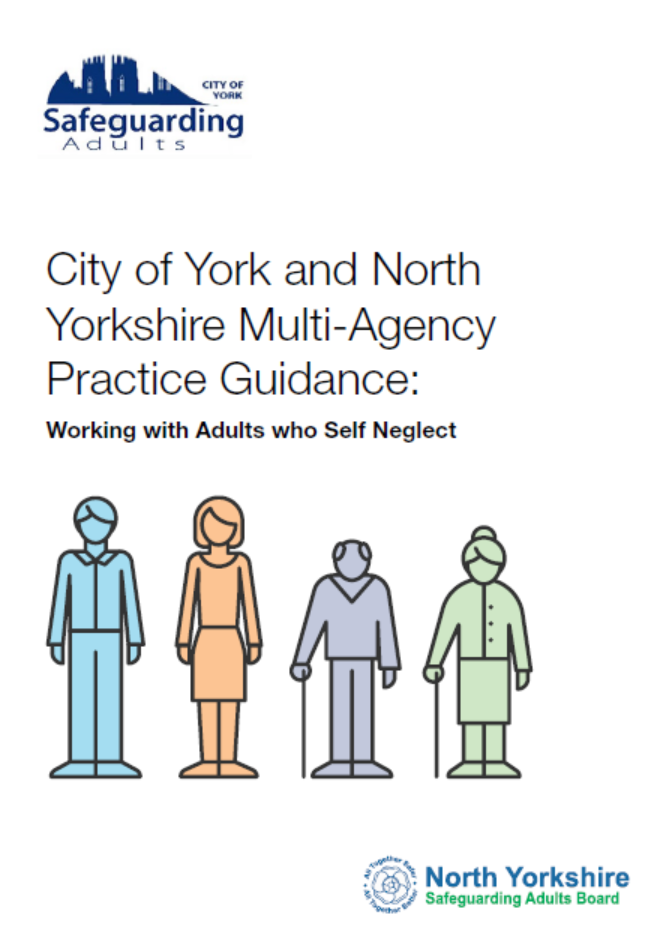 CITY OF
YORK
Safeguarding
Adults
City of York and North
Yorkshire Multi-Agency
Practice Guidance:
Working with Adults who Self Neglect
All Together Safer
All Together Better
North Yorkshire
Safeguarding Adults Board